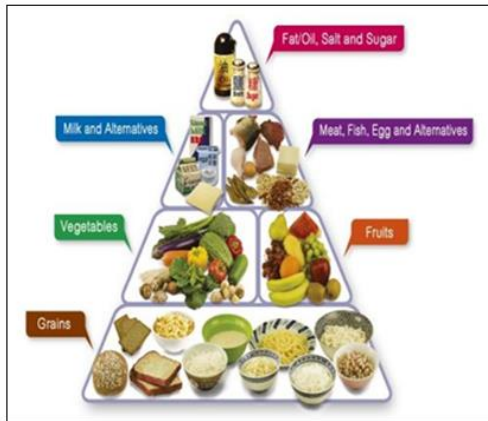 Fat/Oil, Salt and Sugar
Milk and Alternatives
Meat, Fish, Egg and Alternatives
Vegetables
Fruits
Grains